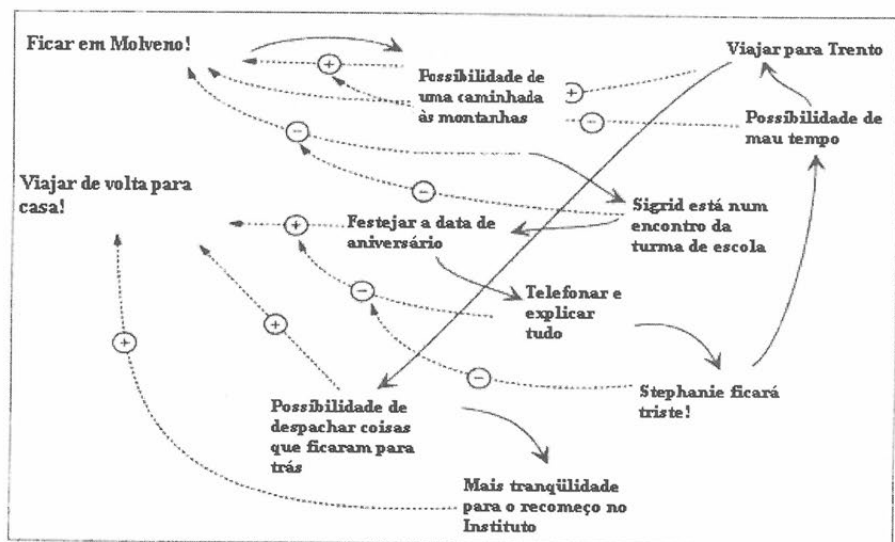 Ficar em Molveno!
Possibilidade de
uma caminhada
às montanhas
Viajar para Trento
Possibilidade de
mau tempo
Viajar de volta para
casa!
Festejar a data de
aniversário
Sigrid está num
encontro da
turma de escola
Telefonar e
explicar
tudo
Stephanie ficará
triste!
Possibilidade de
despachar coisas
que ficaram para
trás
Mais tranqüilidade
para o recomeço no
Instituto